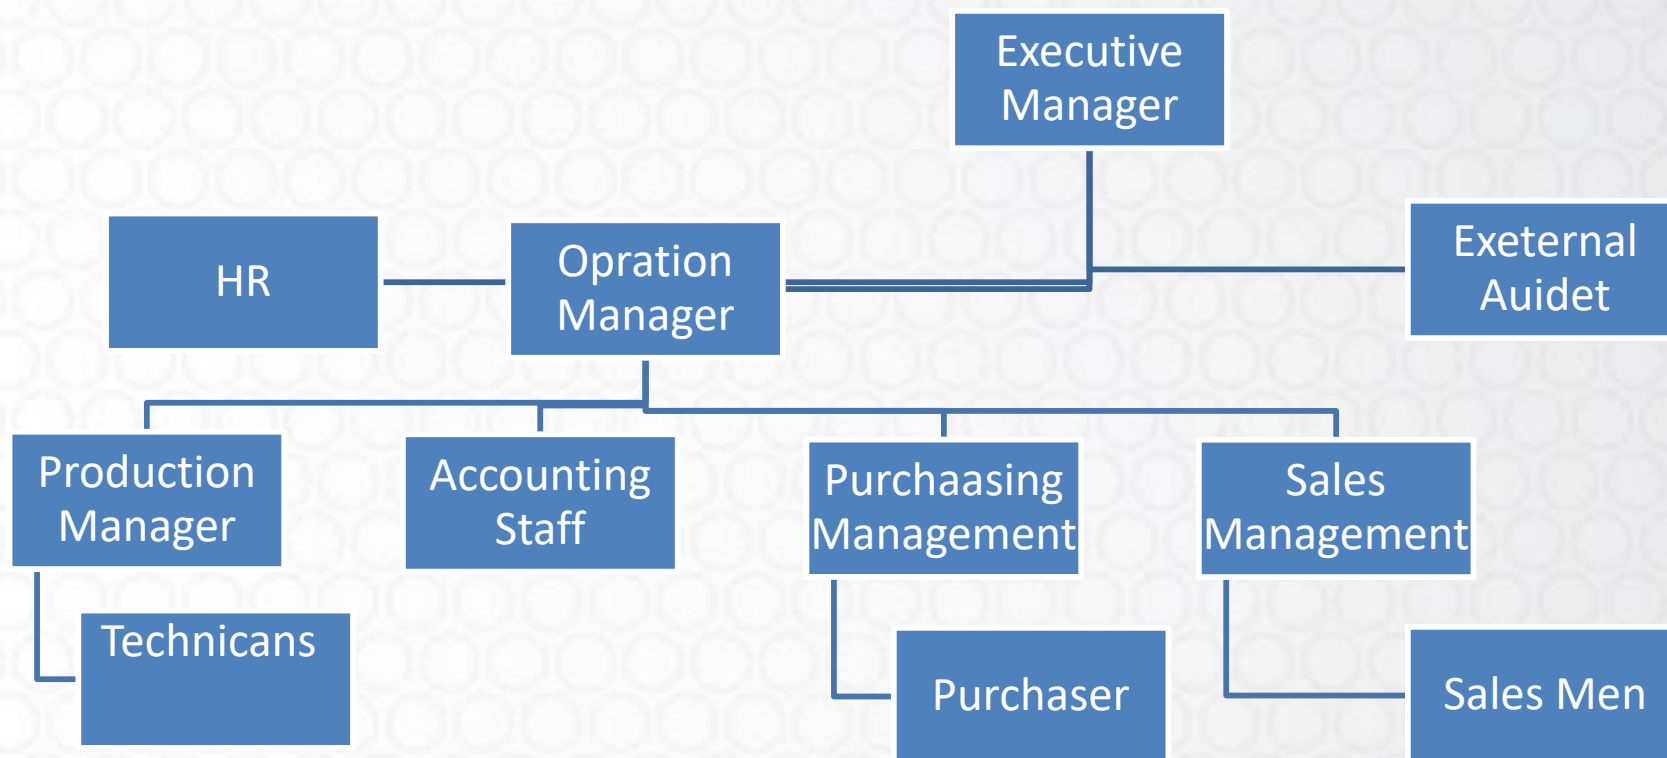 Executive
Manager
HR
Opration
Manager
Exeternal
Auidet
Production
Manager
Accounting
Staff
Purchaasing
Management
Sales
Management
Technicans
Purchaser
Sales Men